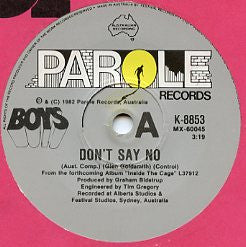 AUSTRALIAN
RECORDING
PAROLE
RECORDS
℗ & (C) 1982 Parole Records, Australia
BOYS
A
K-8853
MX-60045
3:19
DON'T SAY NO
(Aust. Comp.) (Glen Goldsmith) (Control)
From the forthcoming Album "Inside The Cage" L37912
Produced by Graham Bidstrup
Engineered by Tim Gregory
Recorded at Alberts Studios &
Festival Studios, Sydney, Australia